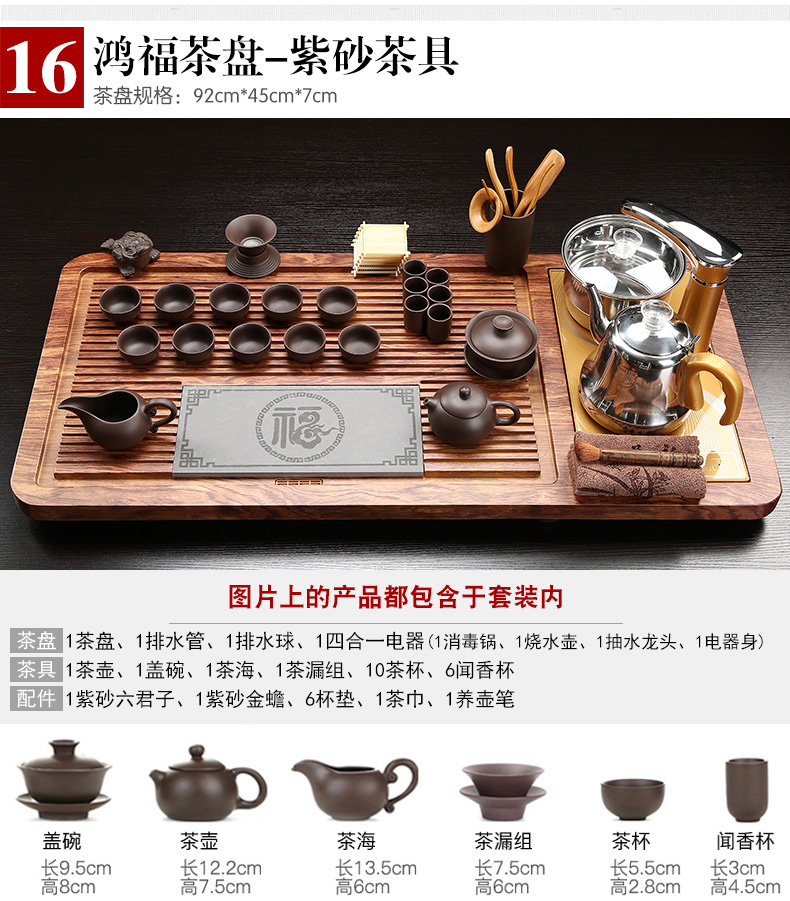 16
鸿福茶盘-紫砂茶具
茶盘规格：92cm*45cm*7cm
福
图片上的产品都包含于套装内
茶盘 1茶盘、1排水管、1排水球、1四合一电器(1消毒锅、1烧水壶、1抽水龙头、1电器身)
茶具 1茶壶、1盖碗、1茶海、1茶漏组、10茶杯、6闻香杯
配件 1紫砂六君子、1紫砂金蟾、6杯垫、1茶巾、1养壶笔
盖碗
长9.5cm
高8cm
茶壶
长12.2cm
高7.5cm
茶海
长13.5cm
高6cm
茶漏组
长7.5cm
高6cm
茶杯
长5.5cm
高2.8cm
闻香杯
长3cm
高4.5cm